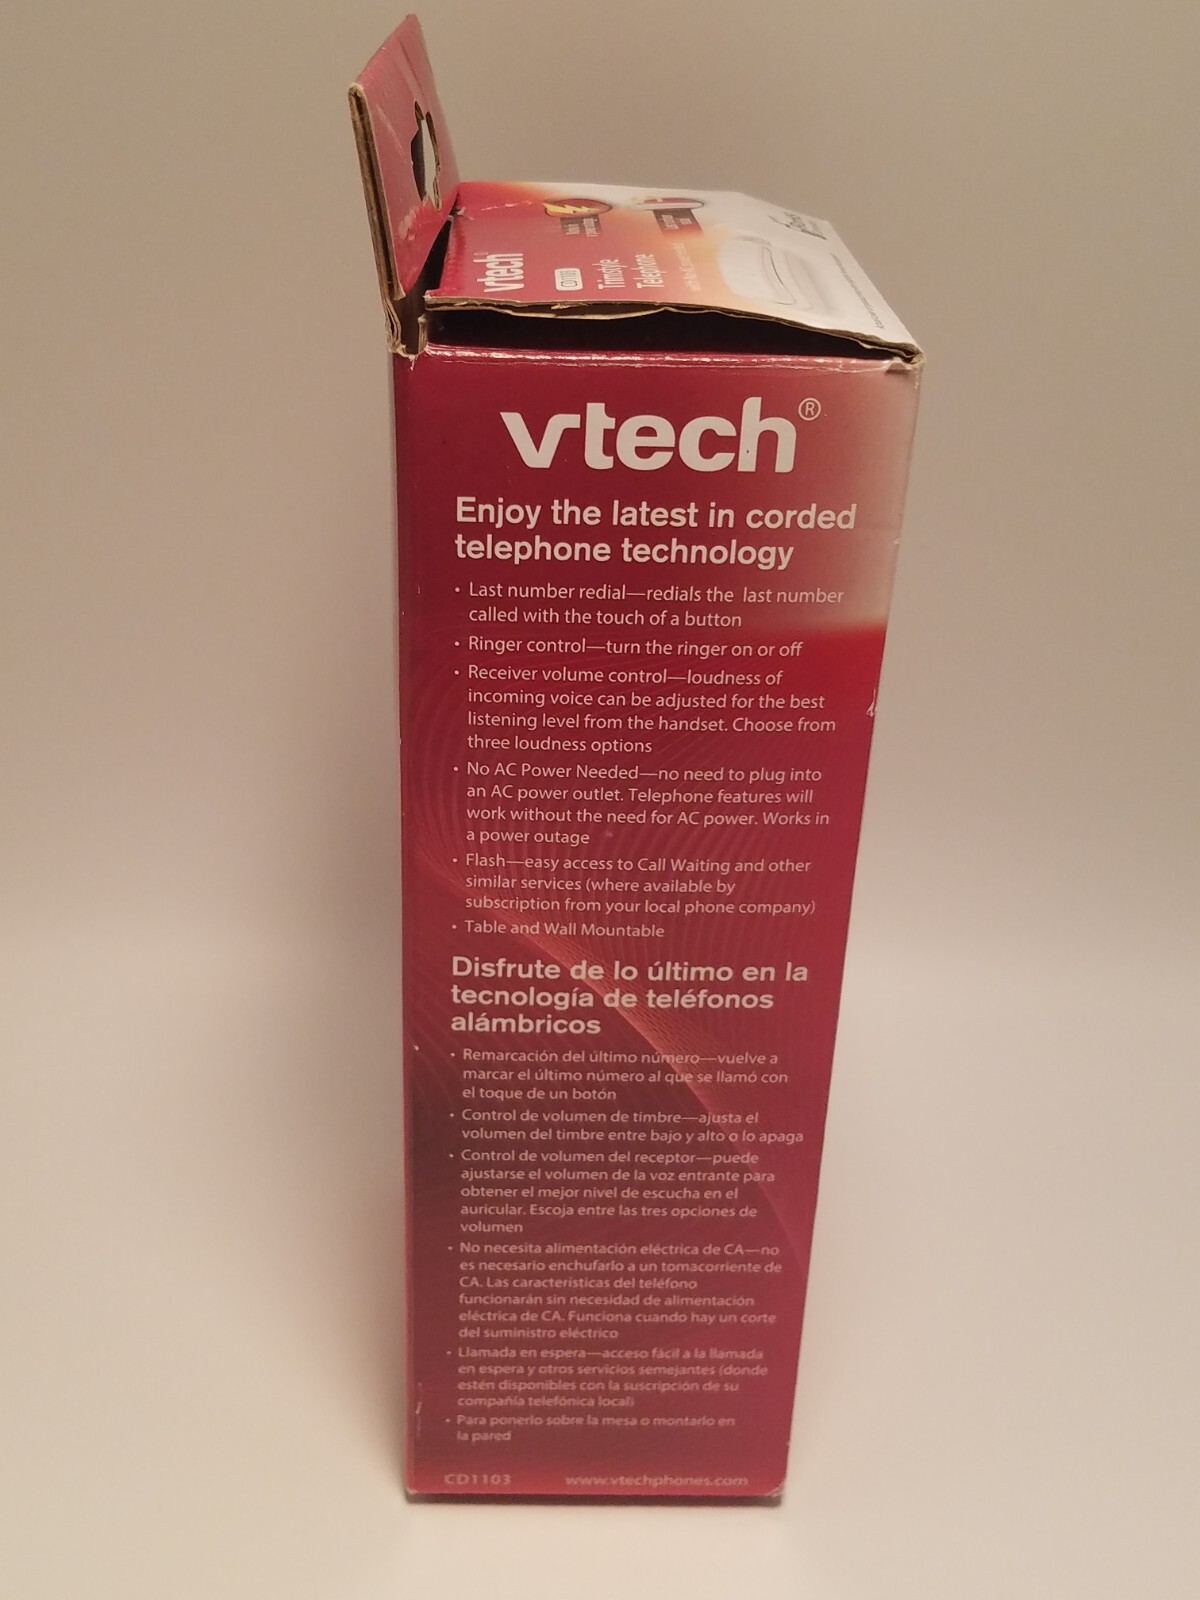 vtech
CD1103
Trimstyle
Telephone
vtech®
Enjoy the latest in corded
telephone technology
• Last number redial—redials the last number
called with the touch of a button
• Ringer control—turn the ringer on or off
• Receiver volume control—loudness of
incoming voice can be adjusted for the best
listening level from the handset. Choose from
three loudness options
• No AC Power Needed—no need to plug into
an AC power outlet. Telephone features will
work without the need for AC power. Works in
a power outage
• Flash—easy access to Call Waiting and other
similar services (where available by
subscription from your local phone company)
• Table and Wall Mountable
Disfrute de lo último en la
tecnología de teléfonos
alámbricos
• Remarcación del último número—vuelve a
marcar el último número al que se llamó con
el toque de un botón
• Control de volumen de timbre—ajusta el
volumen del timbre entre bajo y alto o lo apaga
• Control de volumen del receptor—puede
ajustarse el volumen de la voz entrante para
obtener el mejor nivel de escucha en el
auricular. Escoja entre las tres opciones de
volumen
• No necesita alimentación eléctrica de CA—no
es necesario enchufarlo a un tomacorriente de
CA. Las características del teléfono
funcionarán sin necesidad de alimentación
eléctrica de CA. Funciona cuando hay un corte
del suministro eléctrico
• Llamada en espera—acceso fácil a la llamada
en espera y otros servicios semejantes (donde
estén disponibles con la suscripción de su
compañía telefónica local)
• Para ponerlo sobre la mesa o montarlo en
la pared
CD1103 www.vtechphones.com